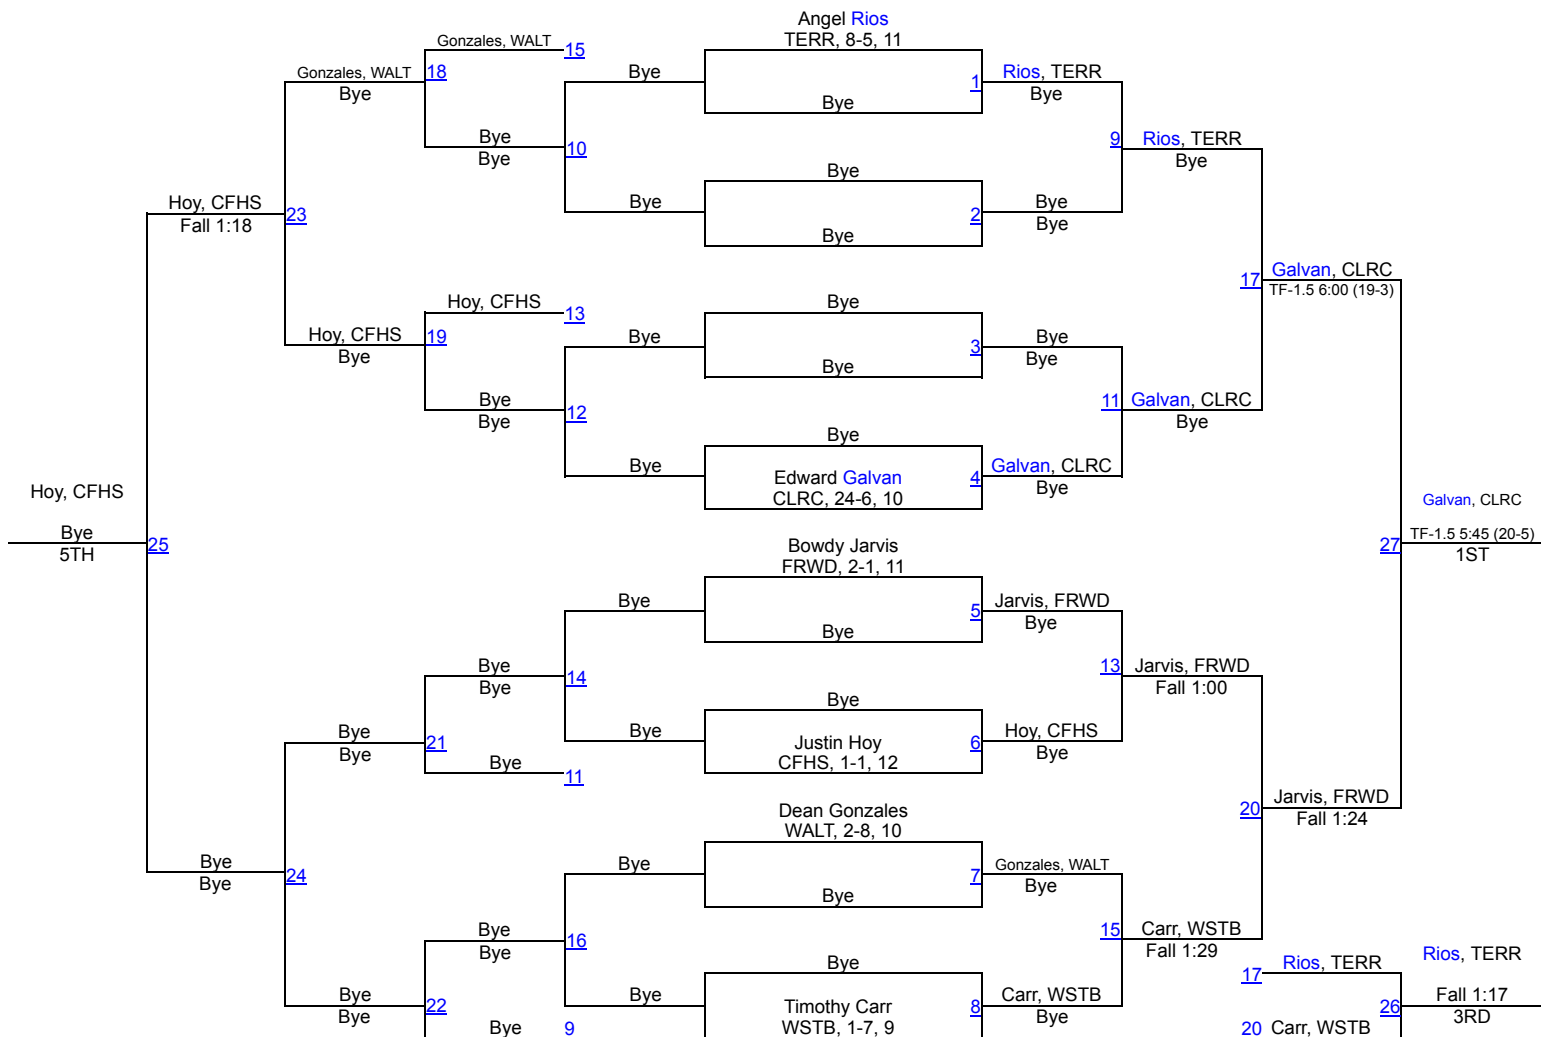 Angel Rios
TERR, 8-5, 11
Gonzales, WALT
15
Gonzales, WALT
18
Bye
1
Rios, TERR
Bye
Bye
Bye
9
Rios, TERR
Bye
Bye
Bye
10
Bye
Bye
2
Bye
Bye
Bye
Hoy, CFHS
23
Fall 1:18
Bye
17
Galvan, CLRC
TF-1.5 6:00 (19-3)
Hoy, CFHS
13
Bye
Hoy, CFHS
19
Bye
Bye
3
Bye
Bye
Bye
Bye
12
Bye
11
Galvan, CLRC
Bye
Bye
Bye
Edward Galvan
CLRC, 24-6, 10
4
Galvan, CLRC
Bye
Hoy, CFHS
Bye
25
5TH
Galvan, CLRC
27
TF-1.5 5:45 (20-5)
1ST
Bowdy Jarvis
FRWD, 2-1, 11
Bye
5
Jarvis, FRWD
Bye
Bye
Bye
14
Bye
13
Jarvis, FRWD
Fall 1:00
Bye
Bye
21
Bye
Bye
Bye
Justin Hoy
CFHS, 1-1, 12
6
Hoy, CFHS
Bye
Bye
11
Dean Gonzales
WALT, 2-8, 10
20
Jarvis, FRWD
Fall 1:24
Bye
24
Bye
Bye
7
Gonzales, WALT
Bye
Bye
Bye
16
Bye
15
Carr, WSTB
Fall 1:29
Bye
17
Rios, TERR
Rios, TERR
Bye
22
Bye
Bye
Timothy Carr
WSTB, 1-7, 9
8
Carr, WSTB
Bye
26
Fall 1:17
3RD
Bye
9
20
Carr, WSTB